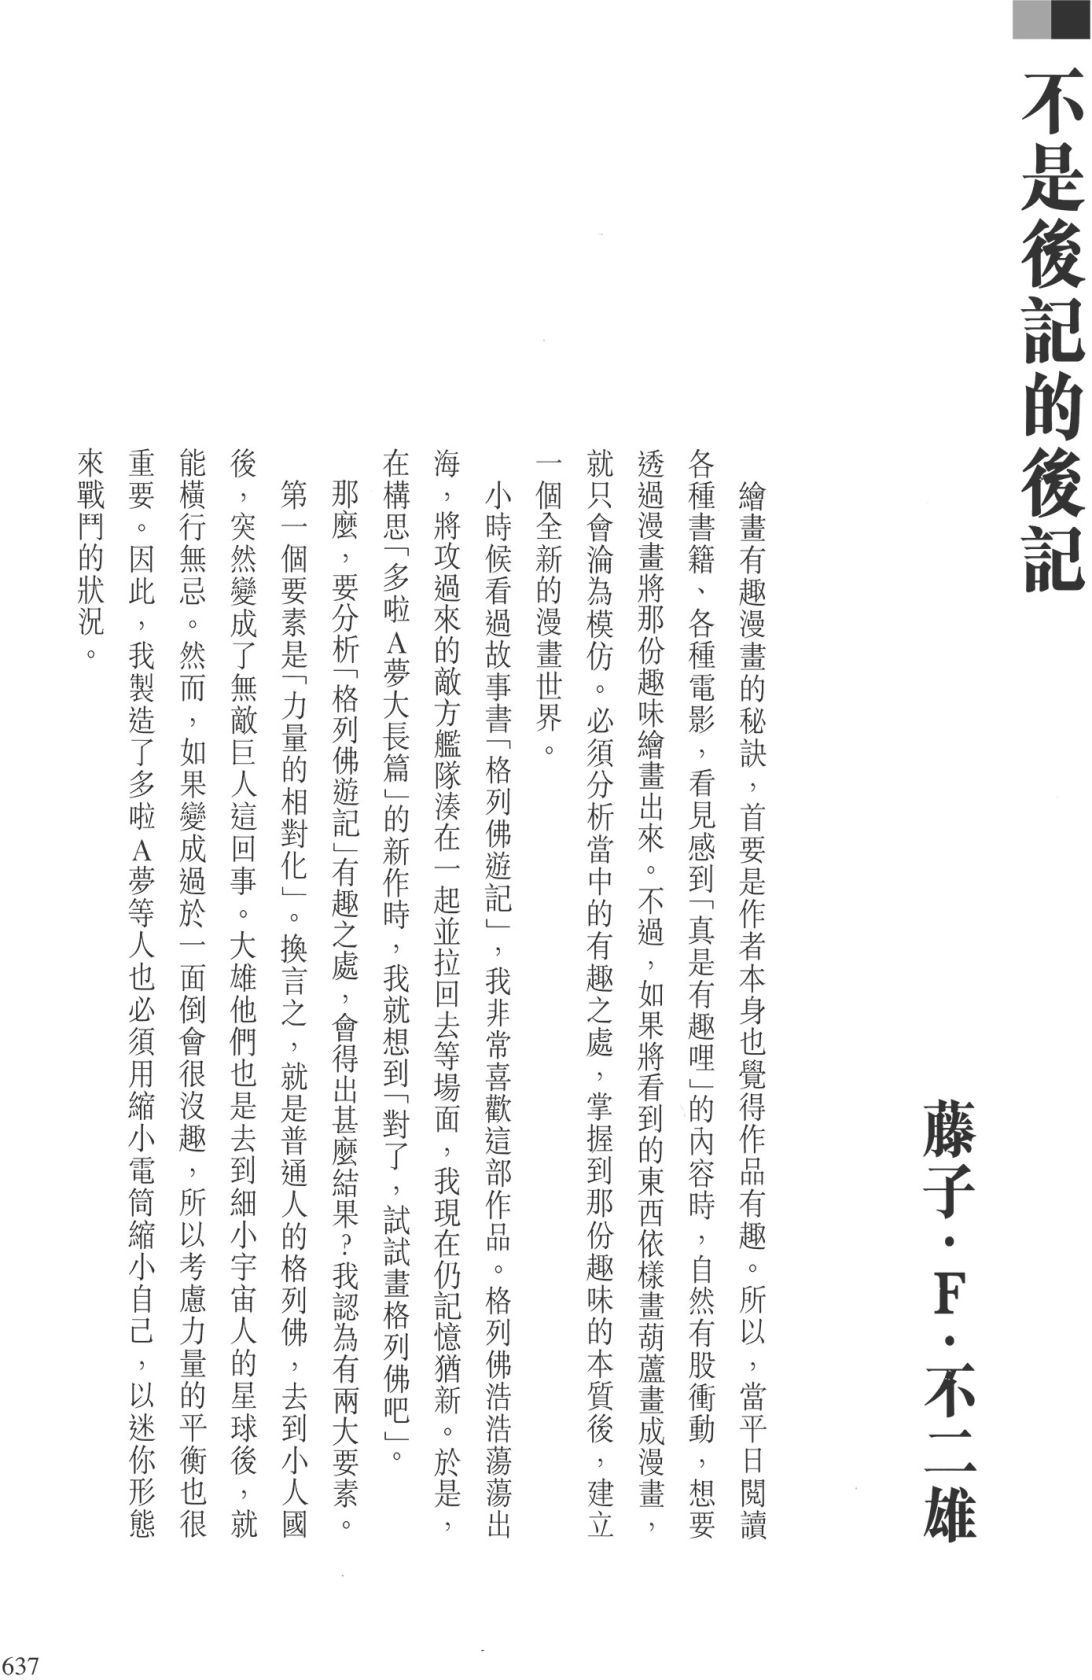 不是後記的後記
藤子·F·不二雄
繪畫有趣漫畫的秘訣，首要是作者本身也覺得作品有趣。所以，當平日閱讀
各種書籍、各種電影，看見感到「真是有趣哩」的內容時，自然有股衝動，想要
透過漫畫將那份趣味繪畫出來。不過，如果將看到的東西依樣畫葫蘆畫成漫畫，
就只會淪為模仿。必須分析當中的有趣之處，掌握到那份趣味的本質後，建立
一個全新的漫畫世界。
小時候看過故事書「格列佛遊記」，我非常喜歡這部作品。格列佛浩浩蕩蕩出
海，將攻過來的敵方艦隊湊在一起並拉回去等場面，我現在仍記憶猶新。於是，
在構思「多啦A夢大長篇」的新作時，我就想到「對了，試試畫格列佛吧」。
那麼，要分析「格列佛遊記」有趣之處，會得出甚麼結果？我認為有兩大要素。
第一個要素是「力量的相對化」。換言之，就是普通人的格列佛，去到小人國
後，突然變成了無敵巨人這回事。大雄他們也是去到細小宇宙人的星球後，就
能橫行無忌。然而，如果變成過於一面倒會很沒趣，所以考慮力量的平衡也很
重要。因此，我製造了多啦A夢等人也必須用縮小電筒縮小自己，以迷你形態
來戰鬥的狀況。
637